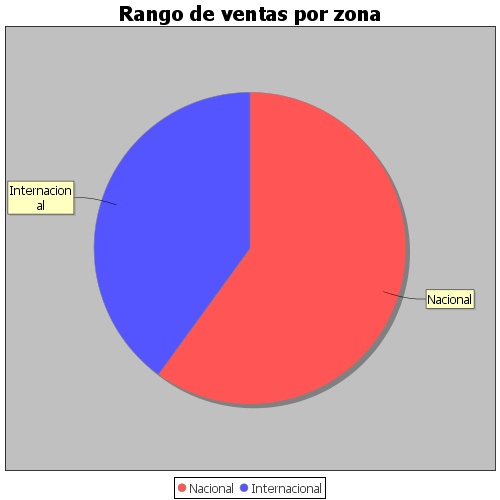 Rango de ventas por zona
Internacion
al
Nacional
Nacional Internacional